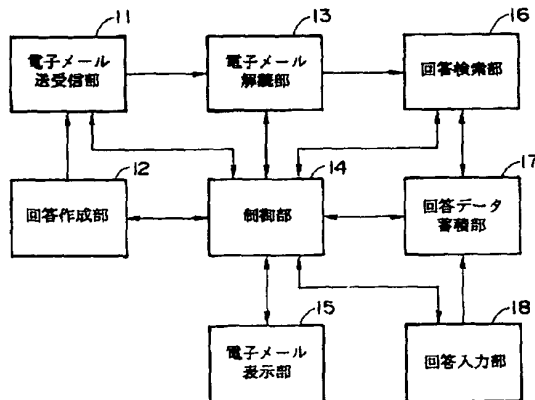 11
電子メール
送受信部
13
電子メール
解読部
16
回答検索部
12
回答作成部
14
制御部
17
回答データ
蓄積部
15
電子メール
表示部
18
回答入力部